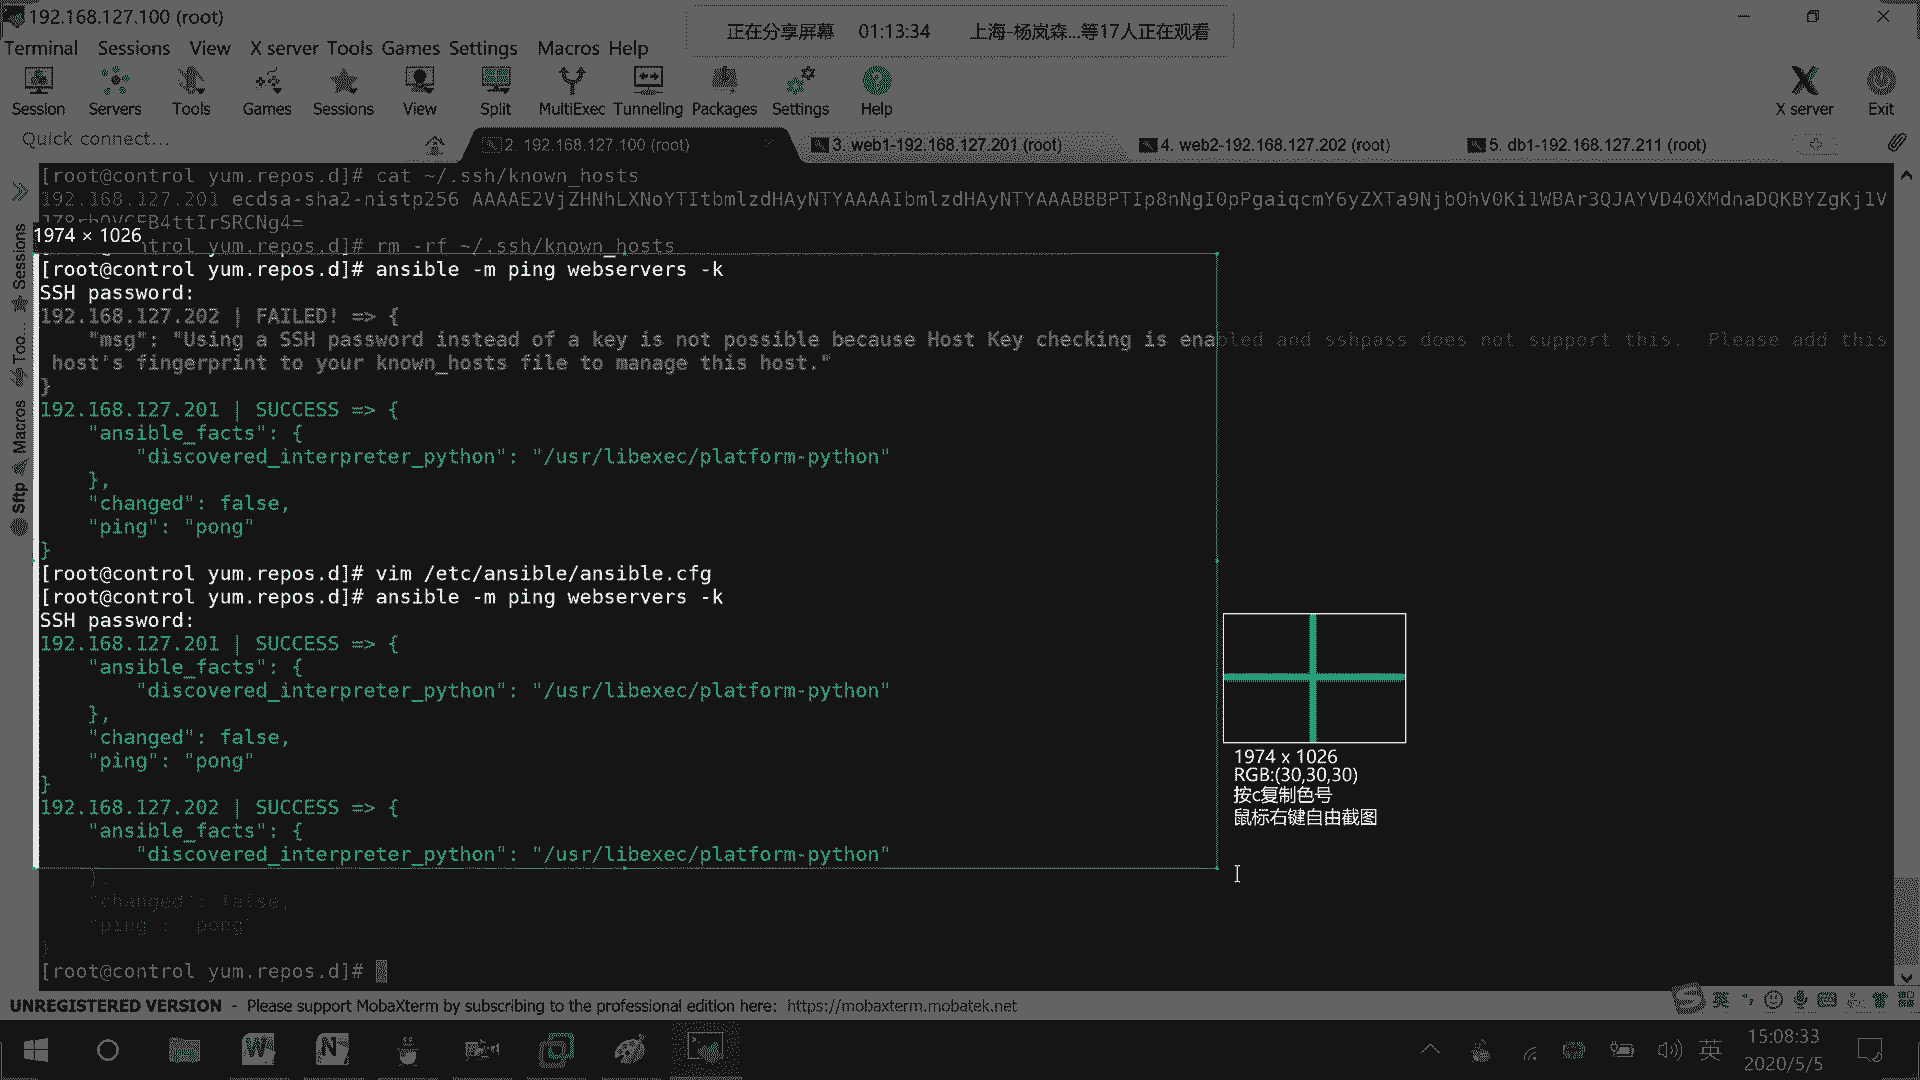 192.168.127.100 (root)
正在分享屏幕 01:13:34 上海-杨岚森...等17人正在观看
Terminal Sessions View X server Tools Games Settings Macros Help
Session Servers Tools Games Sessions View Split MultiExec Tunneling Packages Settings Help X server Exit
Quick connect...
2. 192.168.127.100 (root)
3. web1-192.168.127.201 (root)
4. web2-192.168.127.202 (root)
5. db1-192.168.127.211 (root)
[root@control yum.repos.d]# cat ~/.ssh/known_hosts
192.168.127.201 ecdsa-sha2-nistp256
1974 × 1026
ntrol yum.repos.d]# rm -rf ~/.ssh/known_hosts
[root@control yum.repos.d]# ansible -m ping webservers -k
SSH password:
192.168.127.202 | FAILED! => {
"msg": "Using a SSH password instead of a key is not possible because Host Key checking is enabled and sshpass does not support this.  Please add this
host's fingerprint to your known_hosts file to manage this host."
}
192.168.127.201 | SUCCESS => {
"ansible_facts": {
"discovered_interpreter_python": "/usr/libexec/platform-python"
},
"changed": false,
"ping": "pong"
}
[root@control yum.repos.d]# vim /etc/ansible/ansible.cfg
[root@control yum.repos.d]# ansible -m ping webservers -k
SSH password:
192.168.127.201 | SUCCESS => {
"ansible_facts": {
"discovered_interpreter_python": "/usr/libexec/platform-python"
},
"changed": false,
"ping": "pong"
}
192.168.127.202 | SUCCESS => {
"ansible_facts": {
"discovered_interpreter_python": "/usr/libexec/platform-python"
},
"changed": false,
"ping": "pong"
}
[root@control yum.repos.d]#
Sessions
Too...
Macros
Sftp
1974 x 1026
RGB:(30,30,30)
按c复制色号
鼠标右键自由截图
UNREGISTERED VERSION - Please support MobaXterm by subscribing to the professional edition here: https://mobaxterm.mobatek.net
英
英
15:08:33
2020/5/5